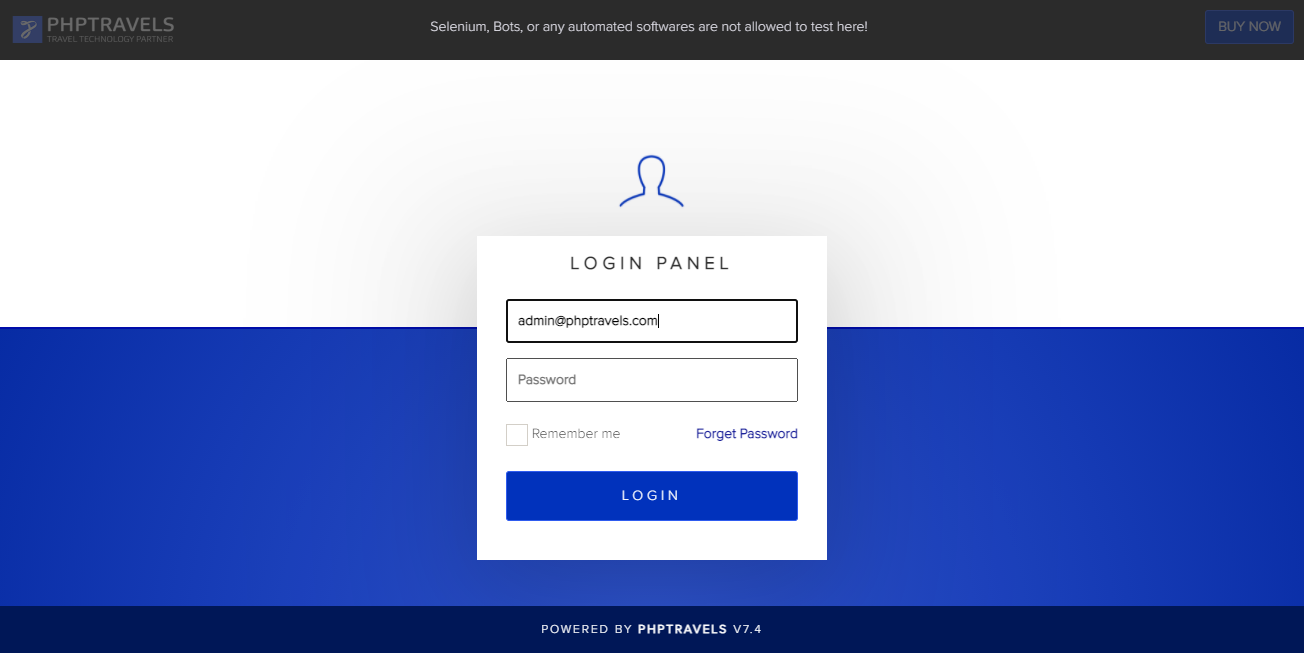 PHPTRAVELS
TRAVEL TECHNOLOGY PARTNER
Selenium, Bots, or any automated softwares are not allowed to test here!
BUY NOW
LOGIN PANEL
admin@phptravels.com
Password
Remember me
Forget Password
LOGIN
POWERED BY PHPTRAVELS V7.4